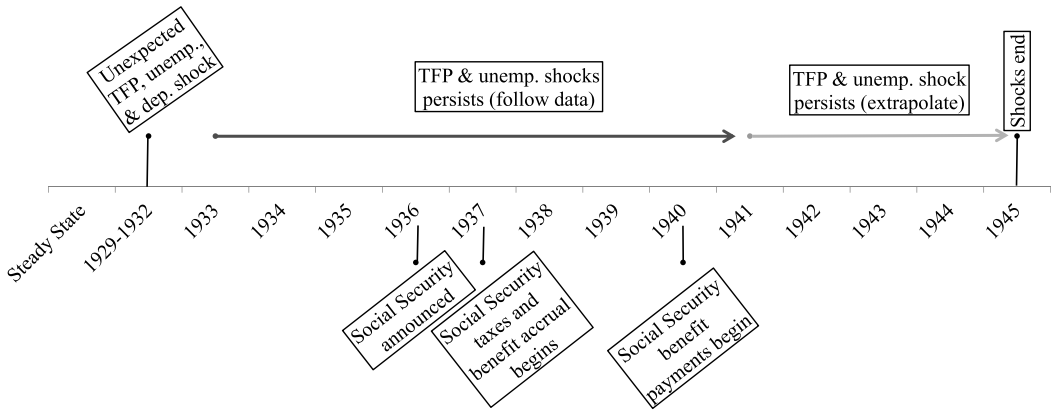 Unexpected
TFP, unemp.,
& dep. shock
TFP & unemp. shocks
persists (follow data)
TFP & unemp. shock
persists (extrapolate)
Shocks end
Steady State
1929-1932
1933
1934
1935
1936
1937
1938
1939
1940
1941
1942
1943
1944
1945
Social Security
announced
Social Security
taxes and
benefit accrual
begins
Social Security
benefit
payments begin